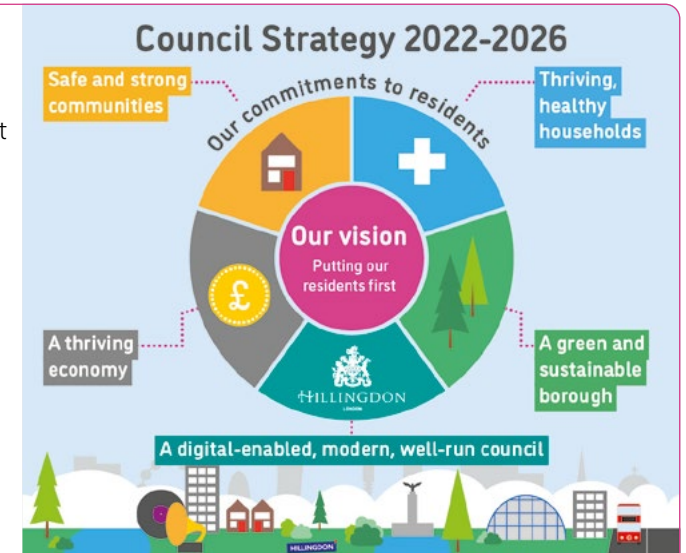 Council Strategy 2022-2026
t
Safe and strong
communities
Our commitments to residents
Thriving,
healthy
households
Our vision
Putting our
residents first
£
A thriving
economy
HILLINGDON
LONDON
A green and
sustainable
borough
A digital-enabled, modern, well-run council
HILLINGDON